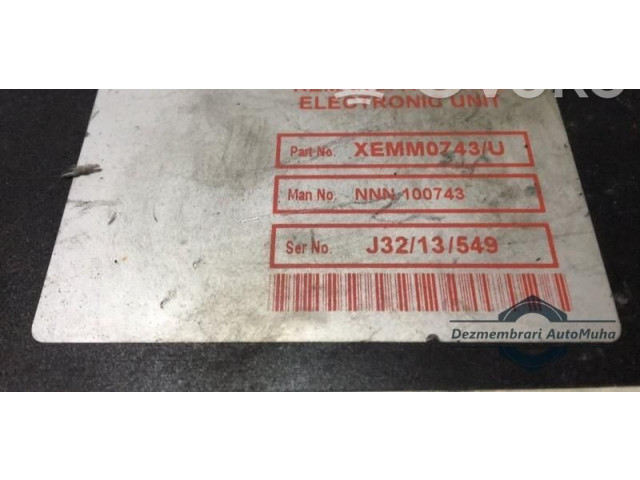 ELECTRONIC UNIT
Part No. XEMM0743/U
Man No. NNN 100743
Ser No. J32/13/549
Dezmembrari AutoMuha